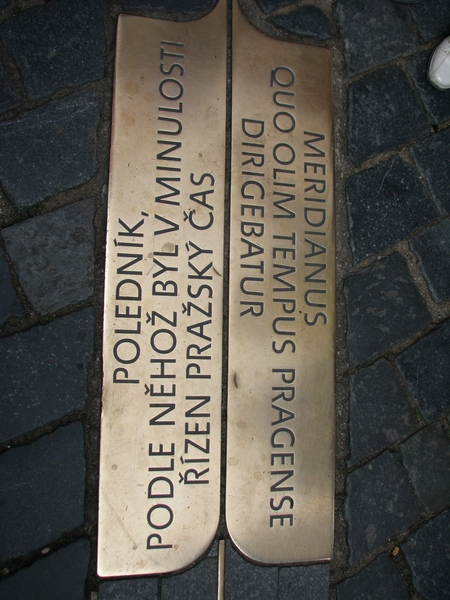 POLEDNÍK,
PODLE NĚHOŽ BYL V MINULOSTI
ŘÍZEN PRAŽSKÝ ČAS
MERIDIANUS
QUO OLIM TEMPUS PRAGENSE
DIRIGEBATUR